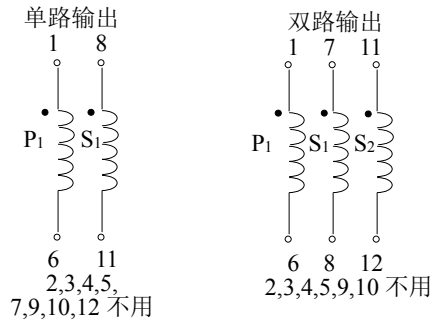 单路输出
1 8
P1 S1
6 11
2,3,4,5,
7,9,10,12 不用
双路输出
1 7 11
P1 S1 S2
6 8 12
2,3,4,5,9,10 不用